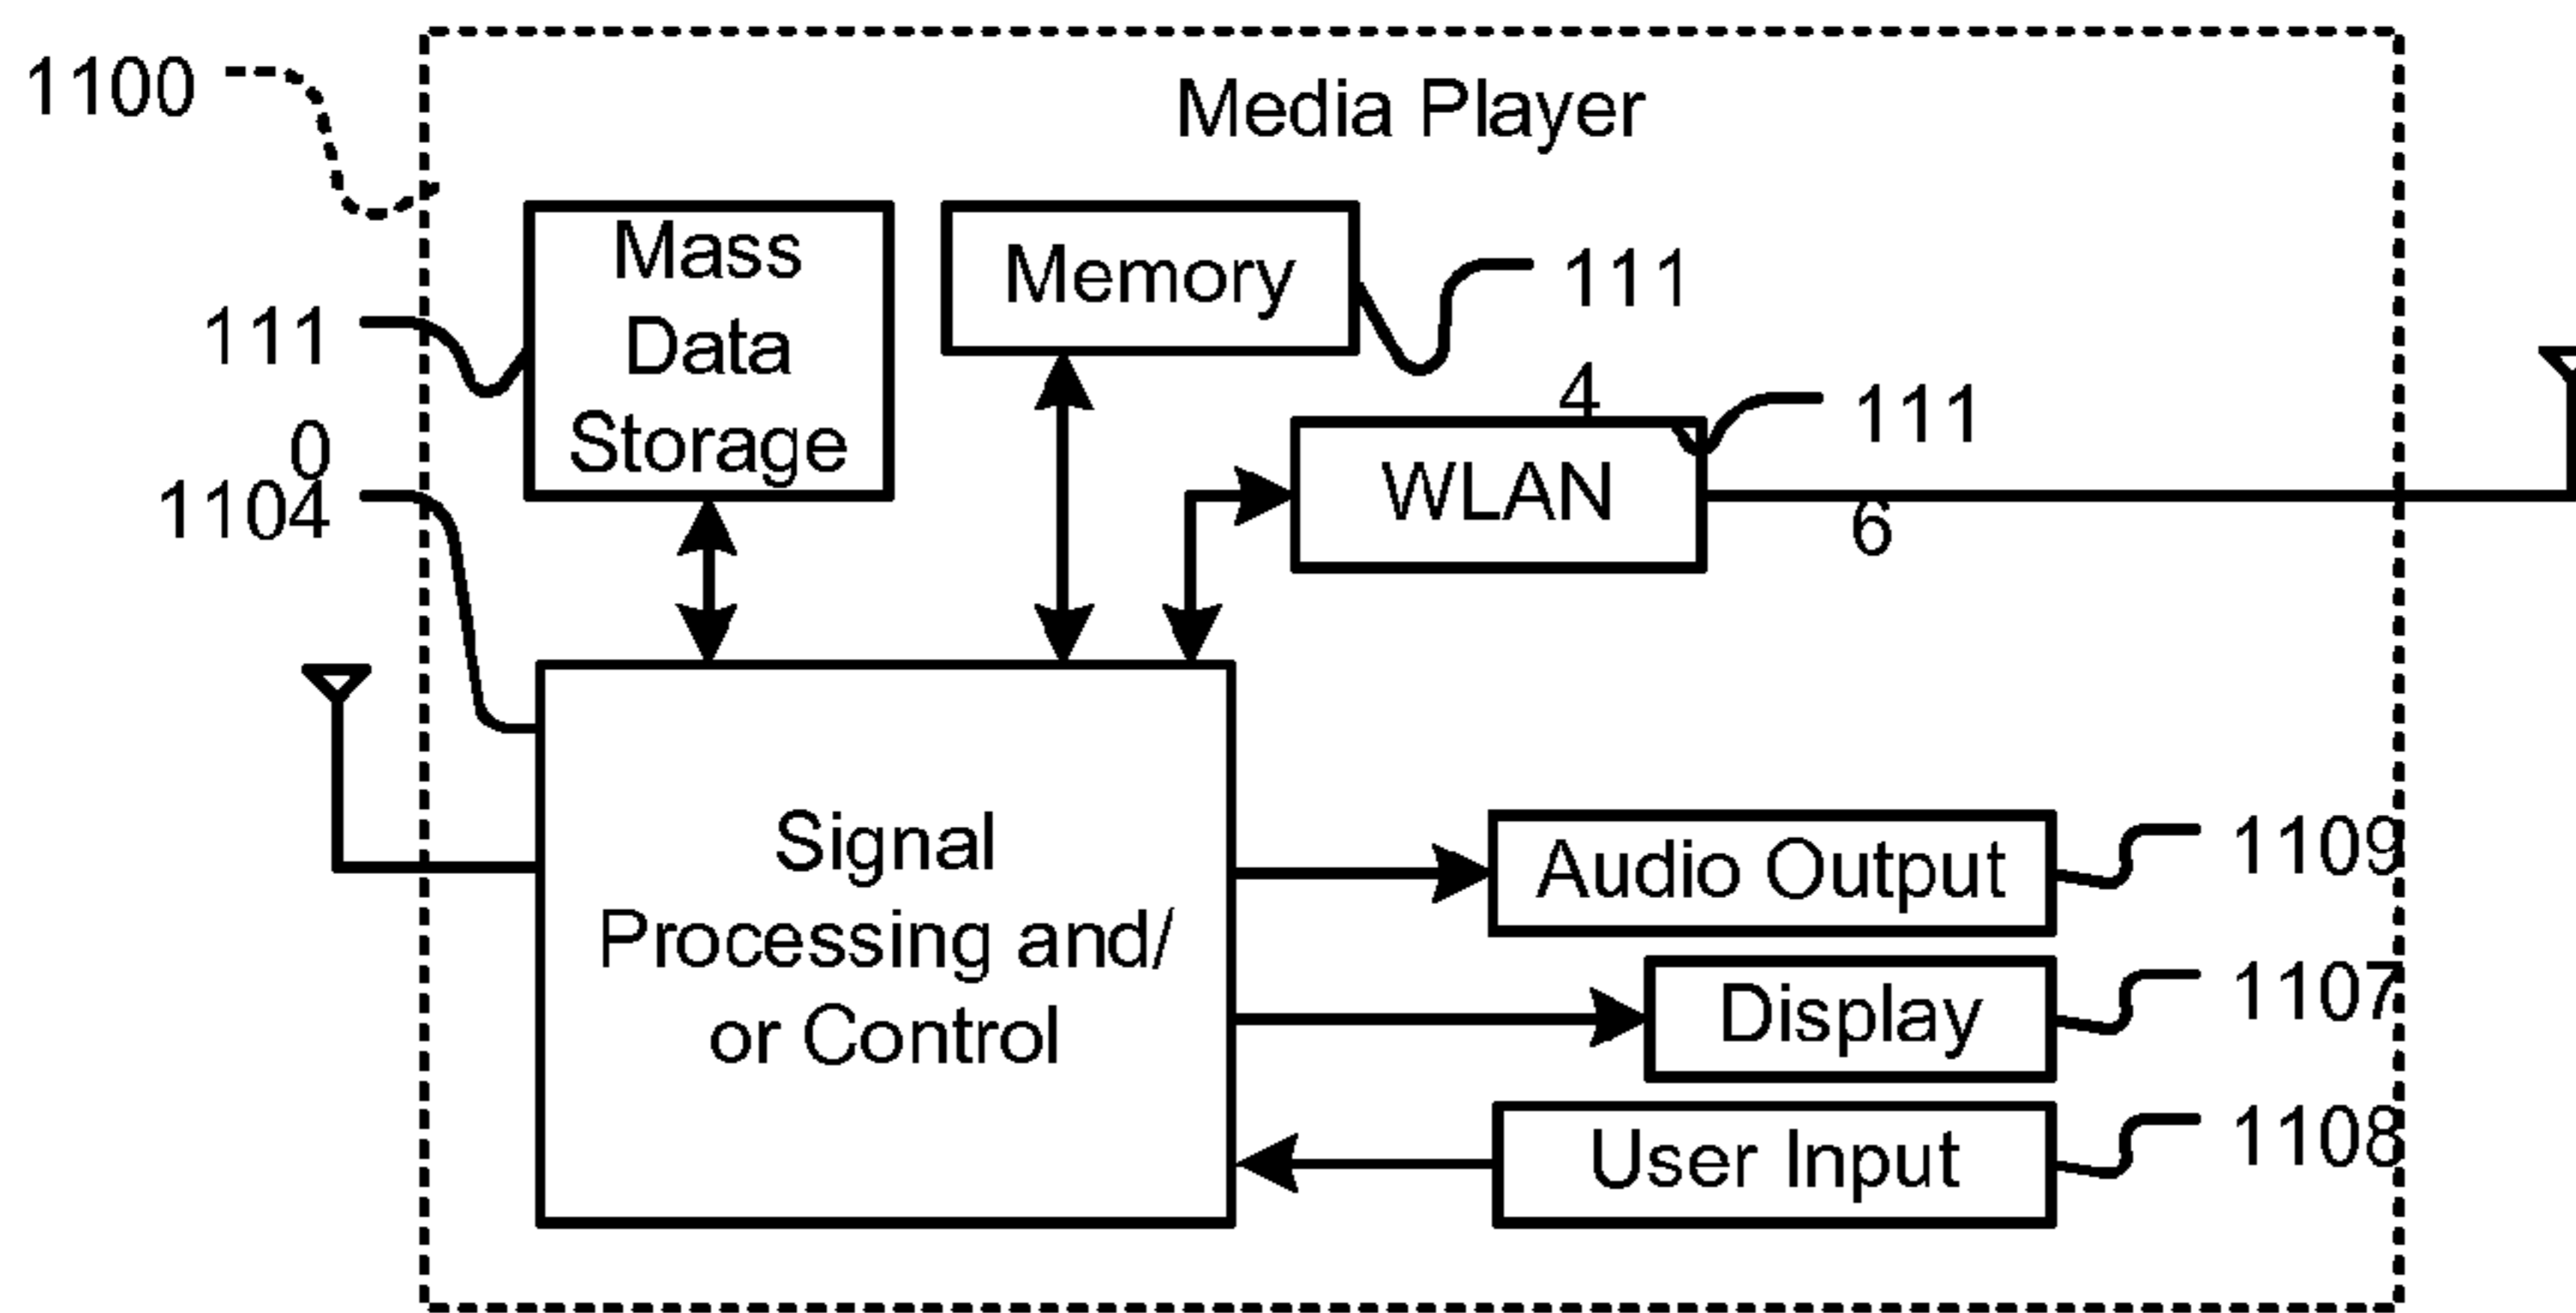 1100
Media Player
Mass
Data
Storage
Memory
111
4
111
0
WLAN
111
6
1104
Signal
Processing and/
or Control
Audio Output
1109
Display
1107
User Input
1108